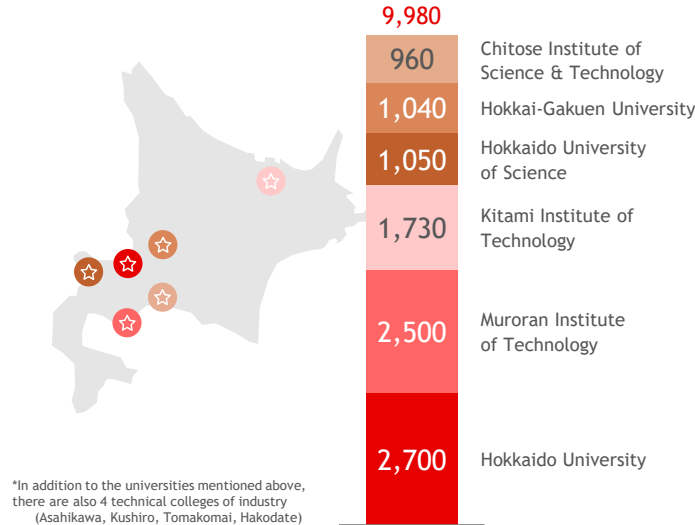 9,980
960
Chitose Institute of
Science & Technology
1,040
Hokkai-Gakuen University
1,050
Hokkaido University
of Science
1,730
Kitami Institute of
Technology
2,500
Muroran Institute
of Technology
2,700
Hokkaido University
*In addition to the universities mentioned above,
there are also 4 technical colleges of industry
(Asahikawa, Kushiro, Tomakomai, Hakodate)